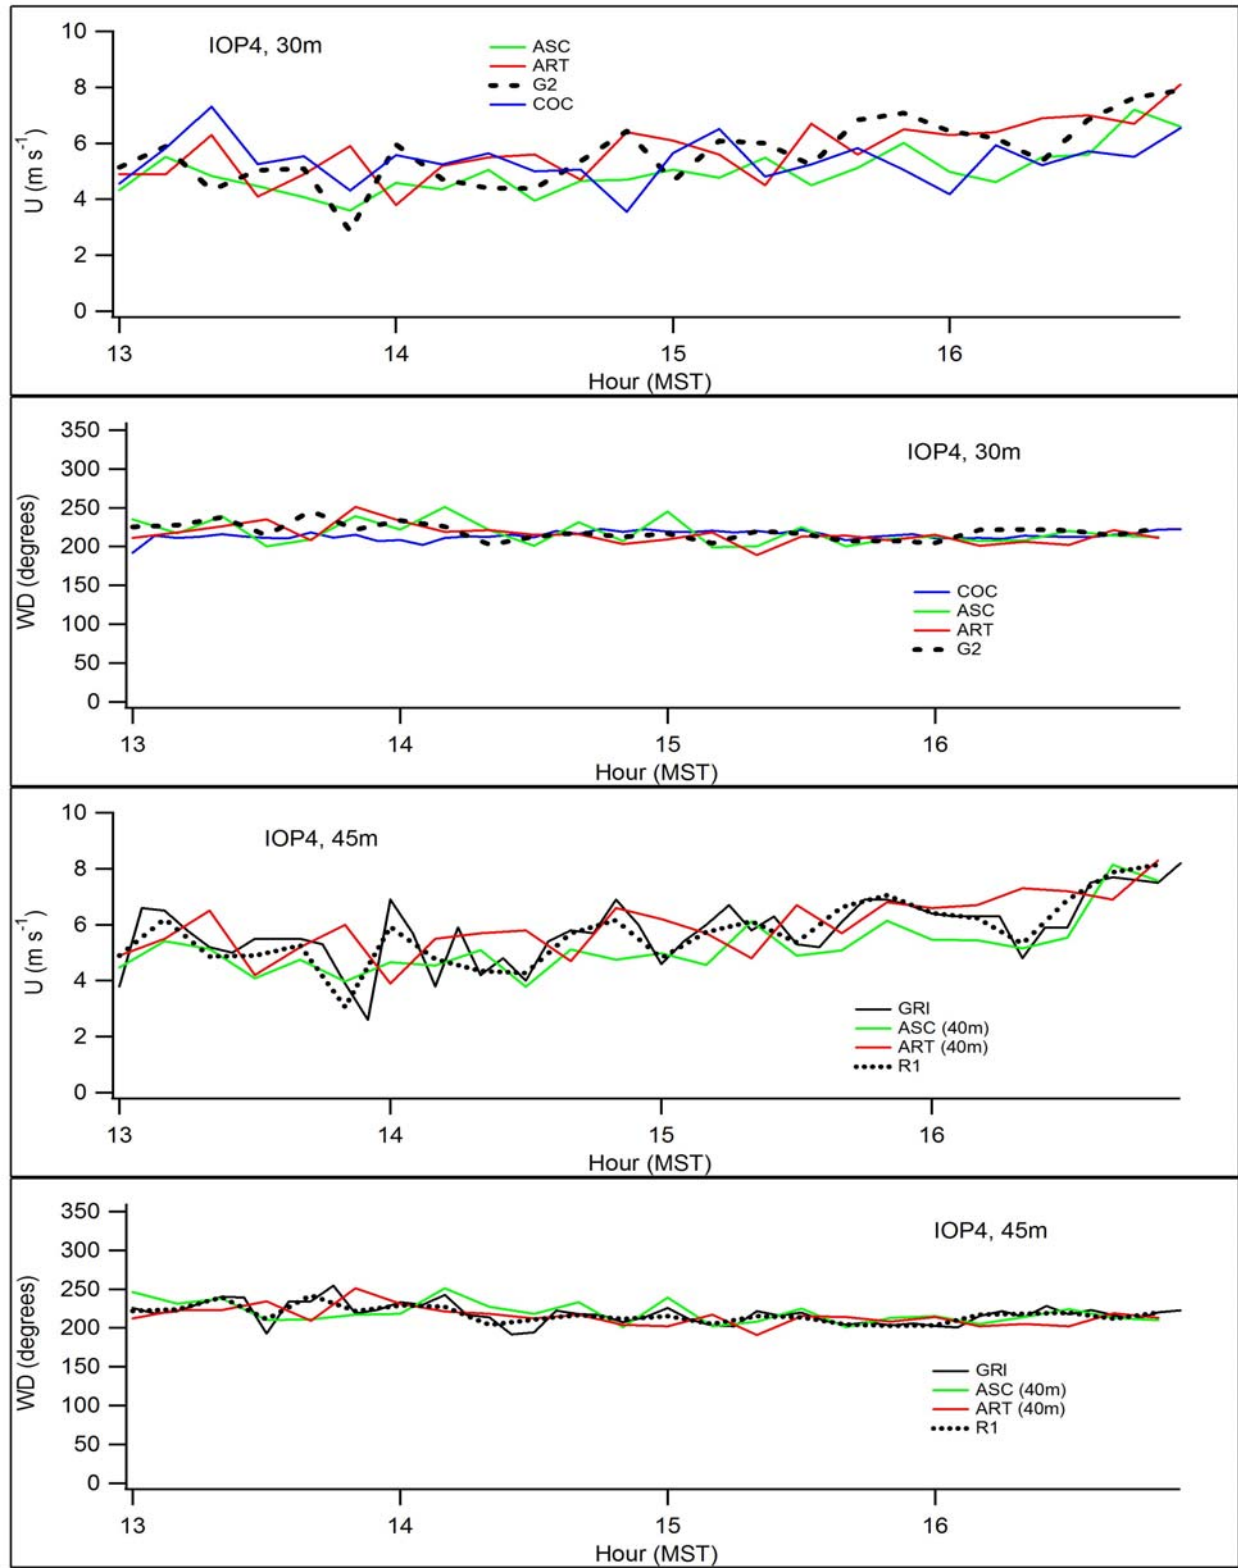 IOP4, 30m
ASC
ART
G2
COC
U (m s-1)
10
8
6
4
2
0
13 14 15 16
Hour (MST)
IOP4, 30m
COC
ASC
ART
G2
WD (degrees)
350
300
250
200
150
100
50
0
13 14 15 16
Hour (MST)
IOP4, 45m
GRI
ASC (40m)
ART (40m)
R1
U (m s-1)
10
8
6
4
2
0
13 14 15 16
Hour (MST)
IOP4, 45m
GRI
ASC (40m)
ART (40m)
R1
WD (degrees)
350
300
250
200
150
100
50
0
13 14 15 16
Hour (MST)